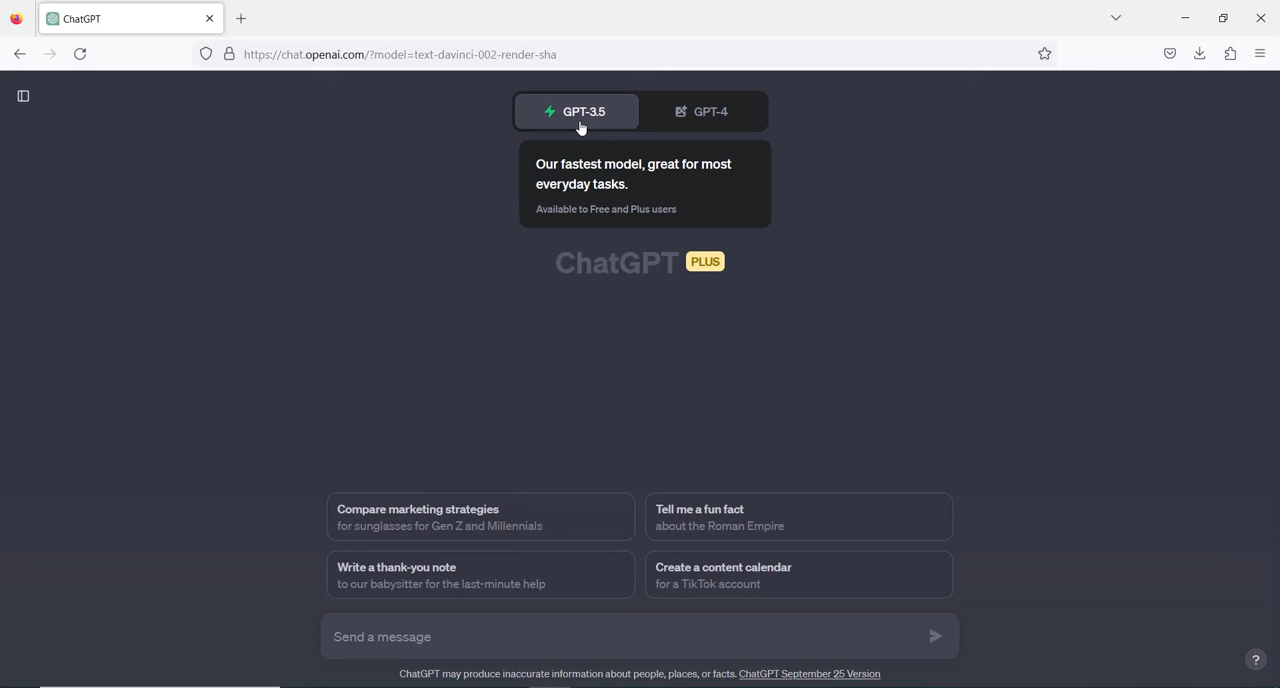 ChatGPT
https://chat.openai.com/?model=text-davinci-002-render-sha
GPT-3.5
GPT-4
Our fastest model, great for most
everyday tasks.
Available to Free and Plus users
ChatGPT PLUS
Compare marketing strategies
for sunglasses for Gen Z and Millennials
Tell me a fun fact
about the Roman Empire
Write a thank-you note
to our babysitter for the last-minute help
Create a content calendar
for a TikTok account
Send a message
ChatGPT may produce inaccurate information about people, places, or facts. ChatGPT September 25 Version
?